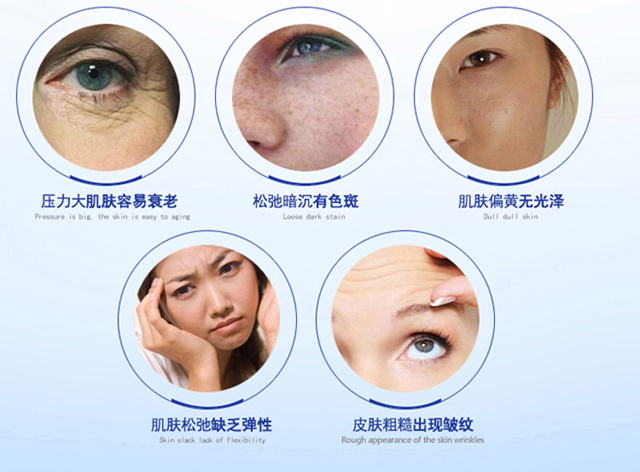 压力大肌肤容易衰老
Pressure is big, the skin is easy to aging
松弛暗沉有色斑
Loose dark stain
肌肤偏黄无光泽
Dull dull skin
肌肤松弛缺乏弹性
Skin slack lack of flexibility
皮肤粗糙出现皱纹
Rough appearance of the skin wrinkles